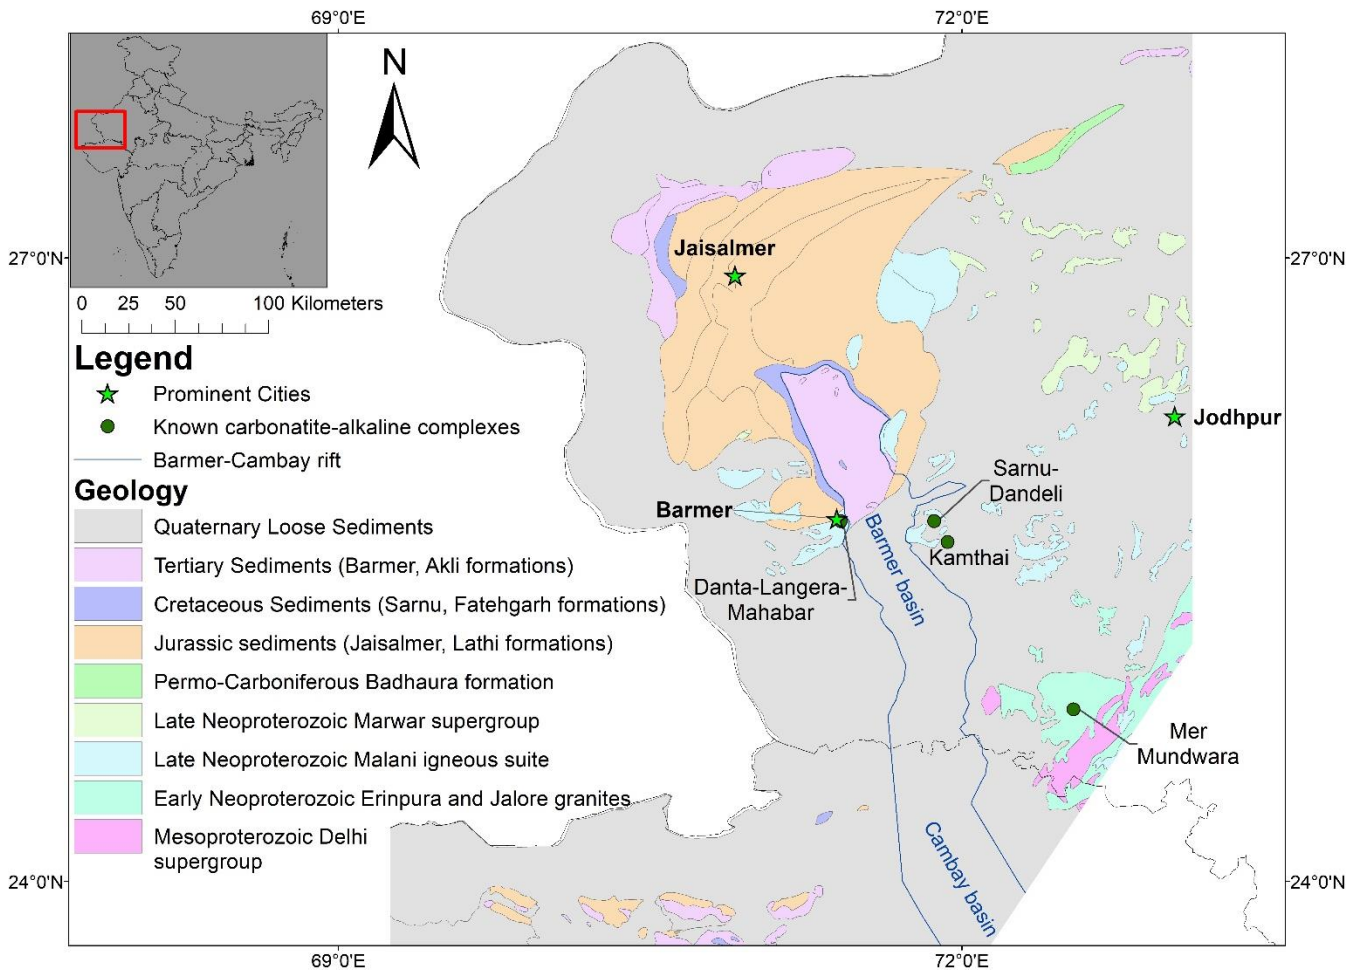 69°0'E
72°0'E
N
27°0'N
27°0'N
0 25 50 100 Kilometers
Legend
Prominent Cities
Known carbonatite-alkaline complexes
Barmer-Cambay rift
Geology
Quaternary Loose Sediments
Tertiary Sediments (Barmer, Akli formations)
Cretaceous Sediments (Sarnu, Fatehgarh formations)
Jurassic sediments (Jaisalmer, Lathi formations)
Permo-Carboniferous Badhaura formation
Late Neoproterozoic Marwar supergroup
Late Neoproterozoic Malani igneous suite
Early Neoproterozoic Erinpura and Jalore granites
Mesoproterozoic Delhi
supergroup
Jaisalmer
Jodhpur
Sarnu-
Dandeli
Barmer
Kamthai
Danta-Langera-
Mahabar
Barmer basin
Mer
Mundwara
Cambay basin
24°0'N
24°0'N
69°0'E
72°0'E